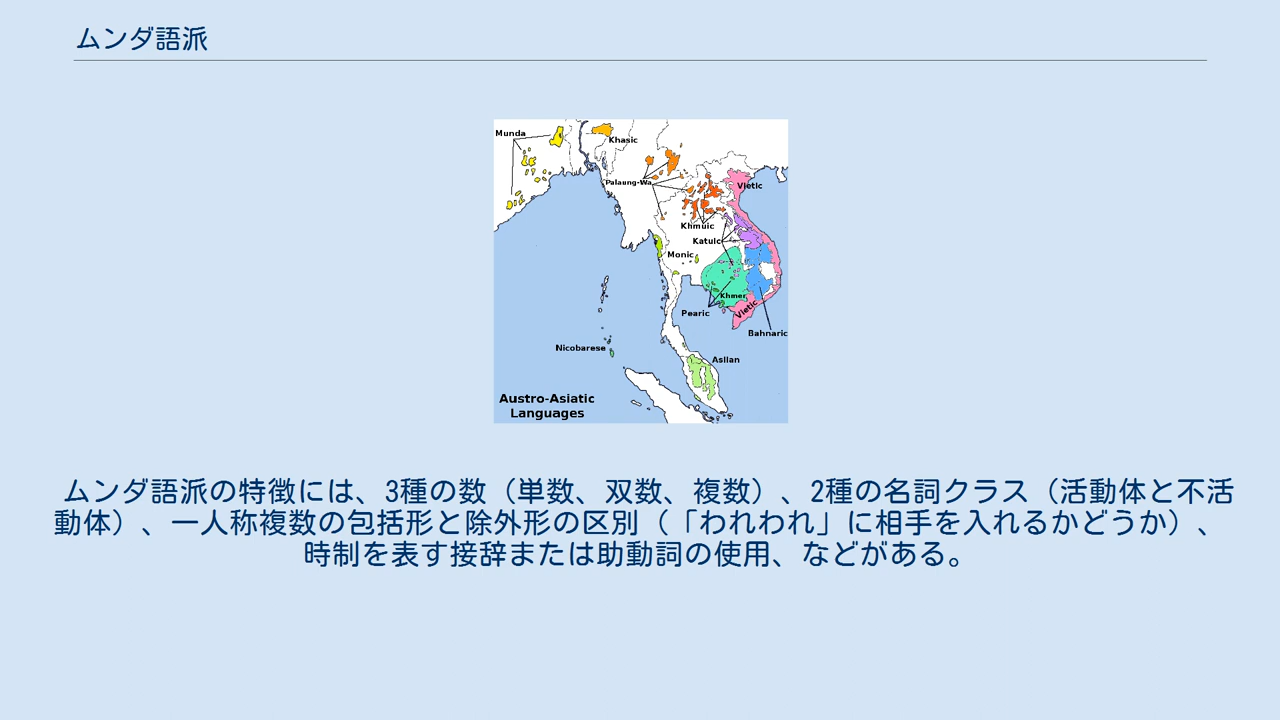 ムンダ語派
Munda
Khasic
Palaung-Wa
Vietic
Khmuic
Katuic
Monic
Khmer
Pearic
Vietic
Bahnaric
Nicobarese
Aslian
Austro-Asiatic
Languages
ムンダ語派の特徴には、3種の数（単数、双数、複数）、2種の名詞クラス（活動体と不活
動体）、一人称複数の包括形と除外形の区別（「われわれ」に相手を入れるかどうか）、
時制を表す接辞または助動詞の使用、などがある。